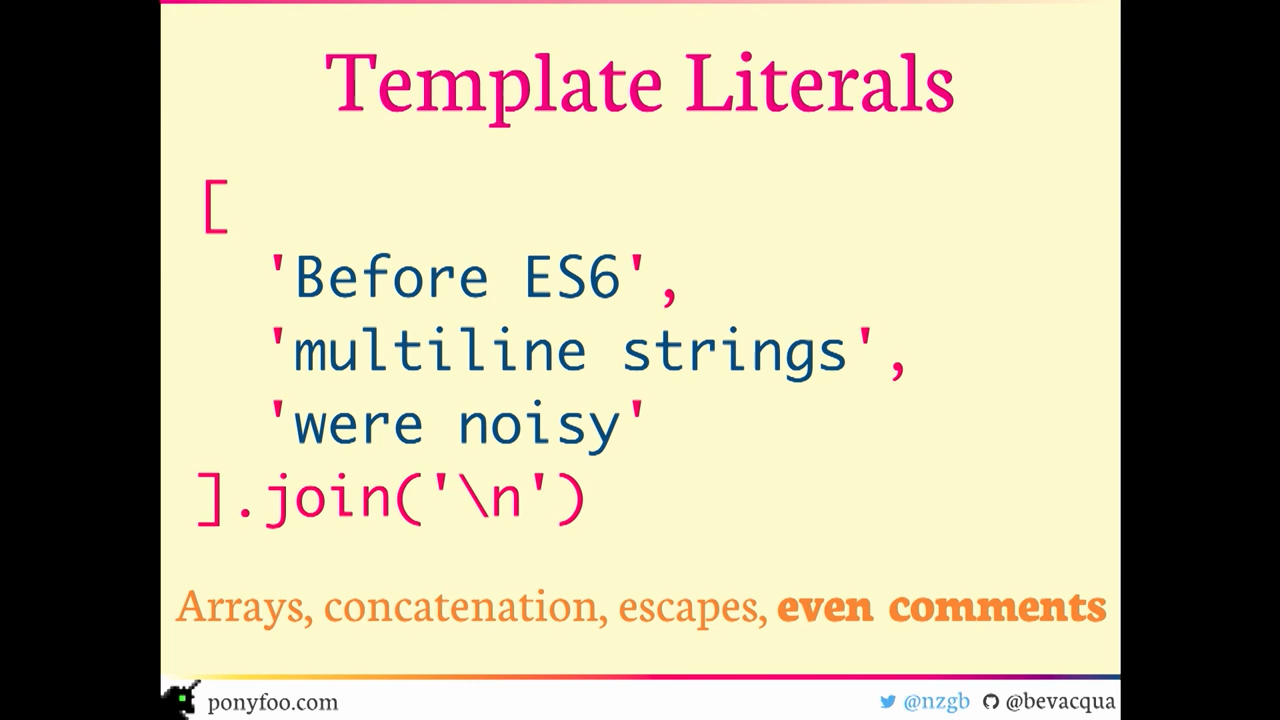 Template Literals
[
'Before ES6',
'multiline strings',
'were noisy'
].join('\n')
Arrays, concatenation, escapes, even comments
ponyfoo.com @nzgb @bevacqua